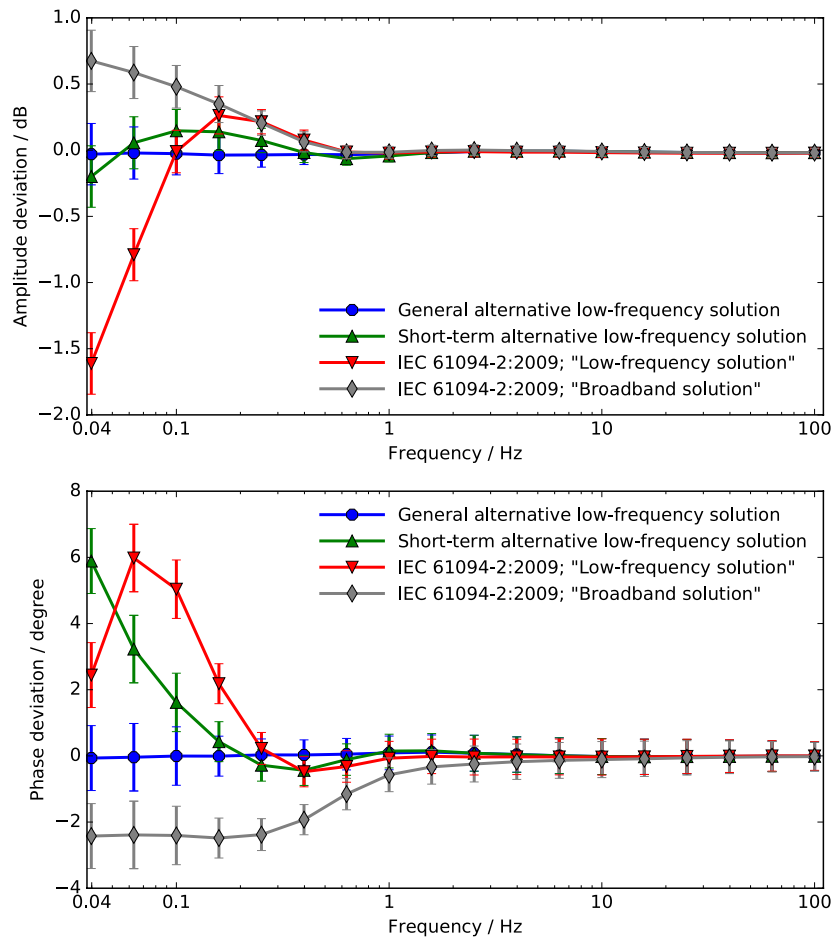 1.0
0.5
0.0
−0.5
−1.0
−1.5
−2.0
Amplitude deviation / dB
General alternative low-frequency solution
Short-term alternative low-frequency solution
IEC 61094-2:2009; "Low-frequency solution"
IEC 61094-2:2009; "Broadband solution"
0.04 0.1 1 10 100
Frequency / Hz
8
6
4
2
0
−2
−4
Phase deviation / degree
General alternative low-frequency solution
Short-term alternative low-frequency solution
IEC 61094-2:2009; "Low-frequency solution"
IEC 61094-2:2009; "Broadband solution"
0.04 0.1 1 10 100
Frequency / Hz